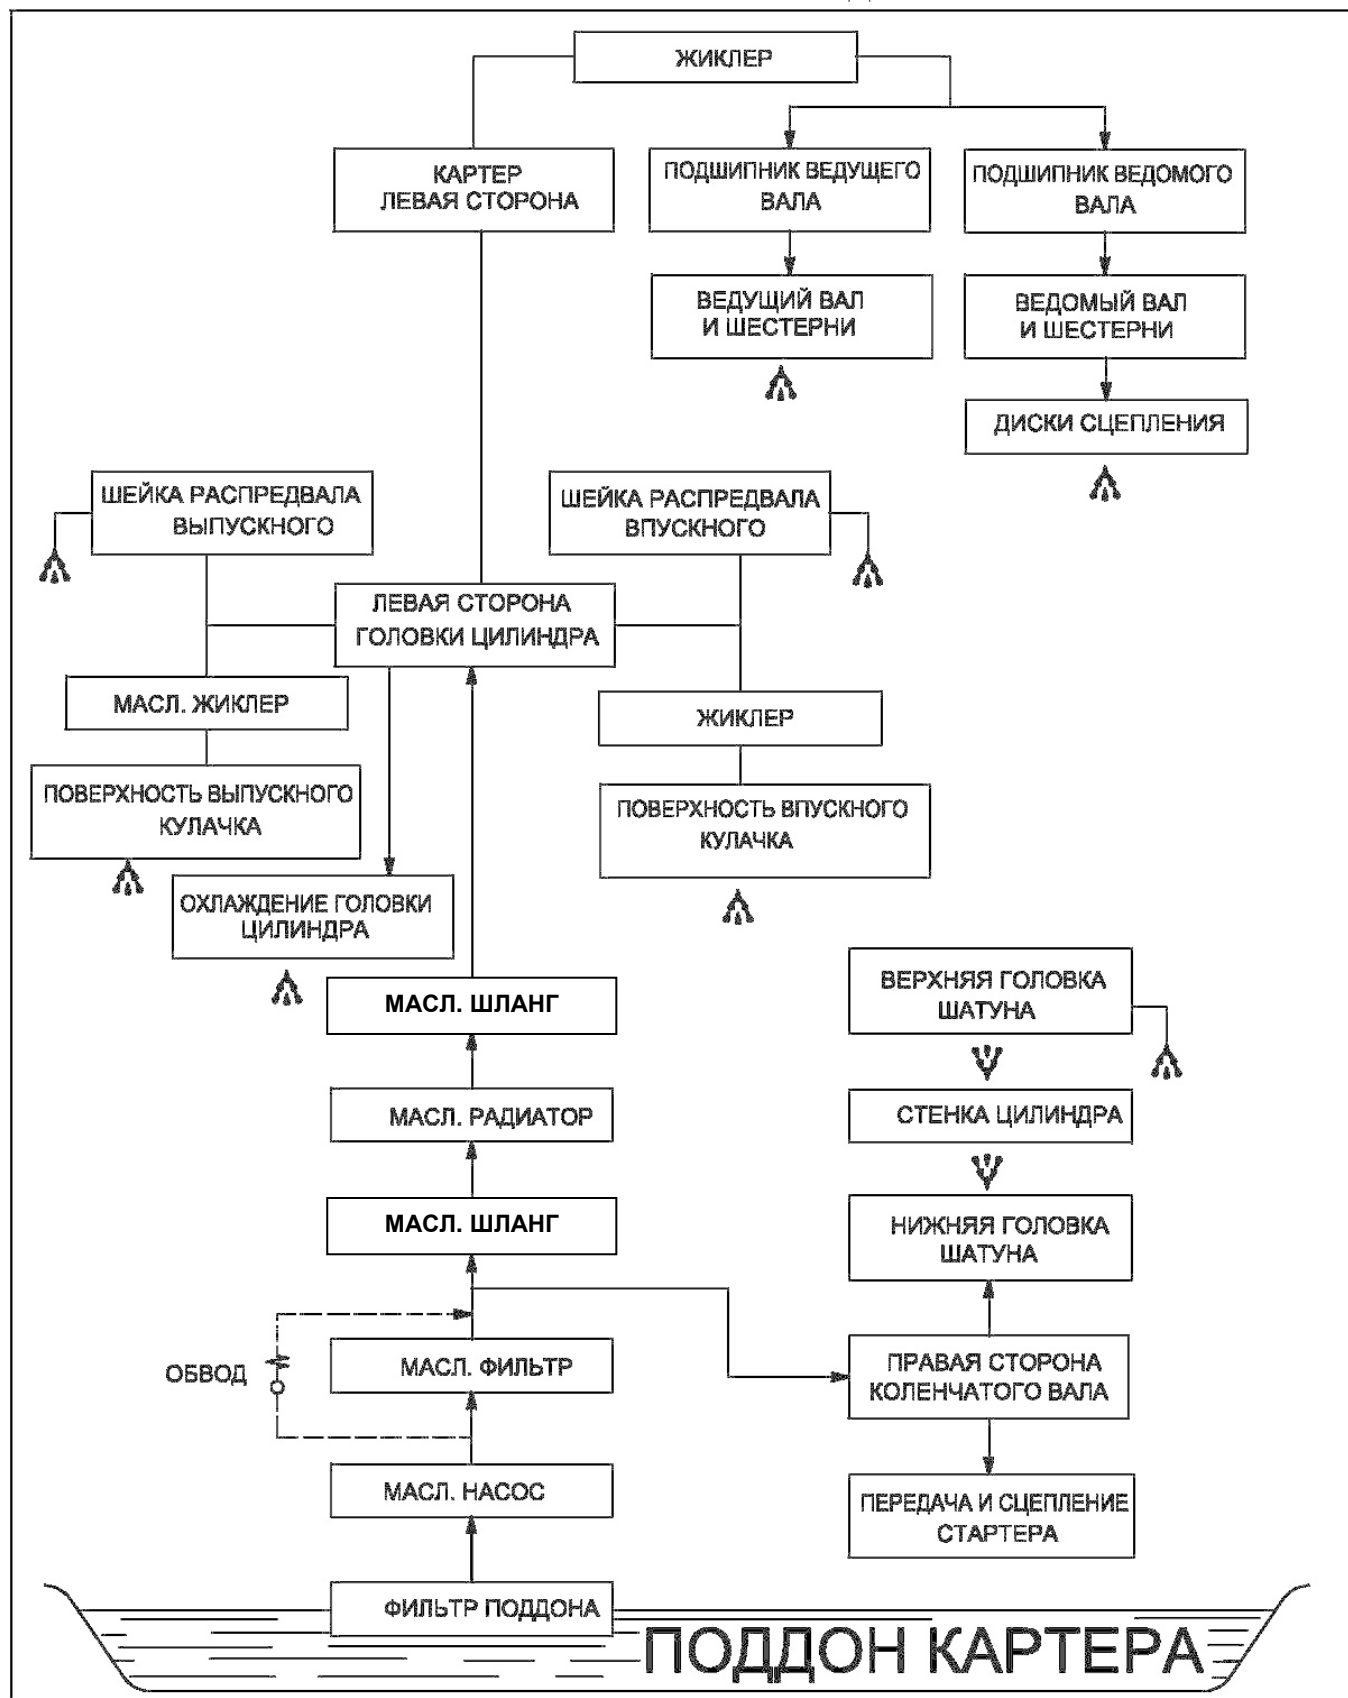 ЖИКЛЕР
КАРТЕР
ЛЕВАЯ СТОРОНА
ПОДШИПНИК ВЕДУЩЕГО
ВАЛА
ПОДШИПНИК ВЕДОМОГО
ВАЛА
ВЕДУЩИЙ ВАЛ
И ШЕСТЕРНИ
ВЕДОМЫЙ ВАЛ
И ШЕСТЕРНИ
ДИСКИ СЦЕПЛЕНИЯ
ШЕЙКА РАСПРЕДВАЛА
ВЫПУСКНОГО
ШЕЙКА РАСПРЕДВАЛА
ВПУСКНОГО
ЛЕВАЯ СТОРОНА
ГОЛОВКИ ЦИЛИНДРА
МАСЛ. ЖИКЛЕР
ЖИКЛЕР
ПОВЕРХНОСТЬ ВЫПУСКНОГО
КУЛАЧКА
ПОВЕРХНОСТЬ ВПУСКНОГО
КУЛАЧКА
ОХЛАЖДЕНИЕ ГОЛОВКИ
ЦИЛИНДРА
МАСЛ. ШЛАНГ
ВЕРХНЯЯ ГОЛОВКА
ШАТУНА
МАСЛ. РАДИАТОР
СТЕНКА ЦИЛИНДРА
МАСЛ. ШЛАНГ
НИЖНЯЯ ГОЛОВКА
ШАТУНА
ОБВОД
МАСЛ. ФИЛЬТР
ПРАВАЯ СТОРОНА
КОЛЕНЧАТОГО ВАЛА
МАСЛ. НАСОС
ПЕРЕДАЧА И СЦЕПЛЕНИЕ
СТАРТЕРА
ФИЛЬТР ПОДДОНА
ПОДДОН КАРТЕРА